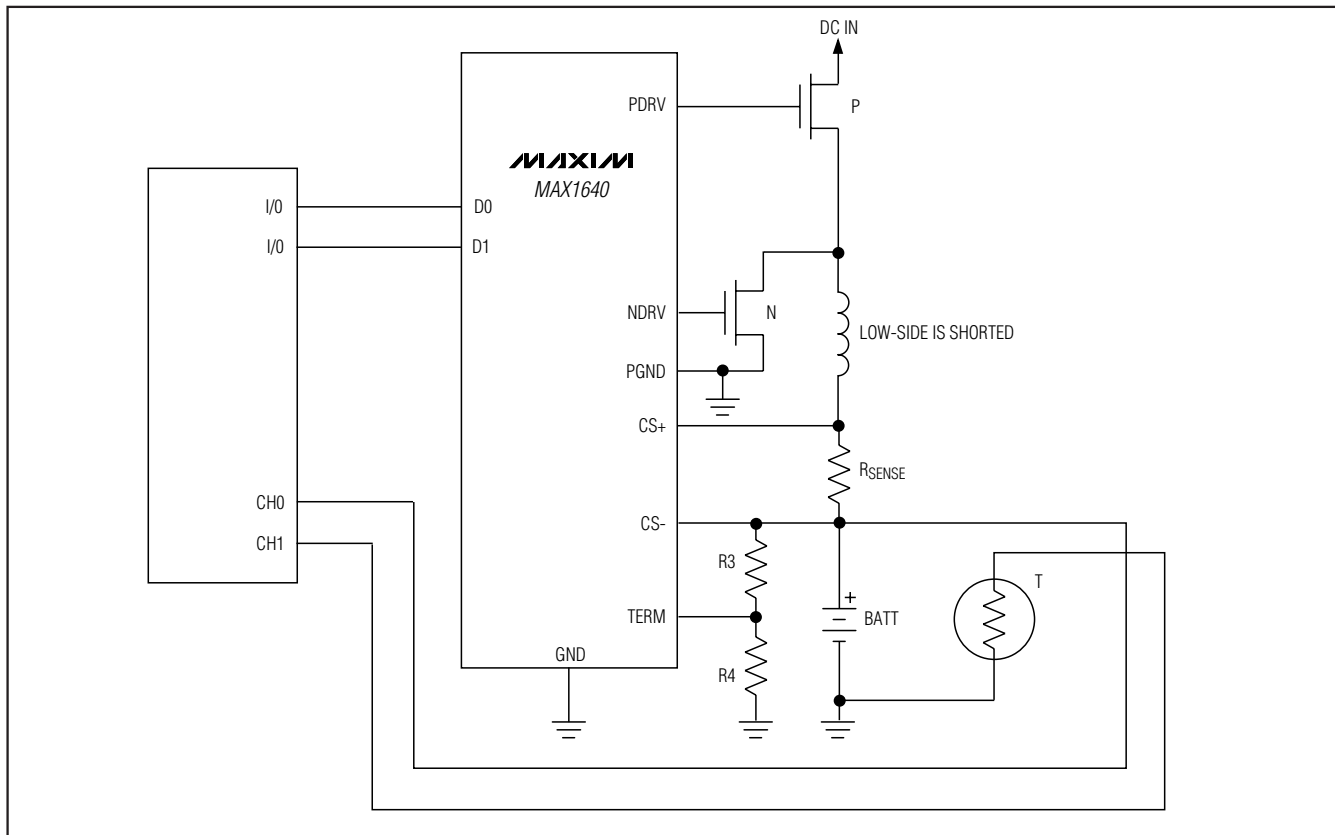 DC IN
PDRV
P
MAXIM
MAX1640
I/0
D0
I/0
D1
NDRV
N
LOW-SIDE IS SHORTED
PGND
CS+
RSENSE
CH0
CS-
CH1
R3
T
+
TERM
BATT
GND
R4